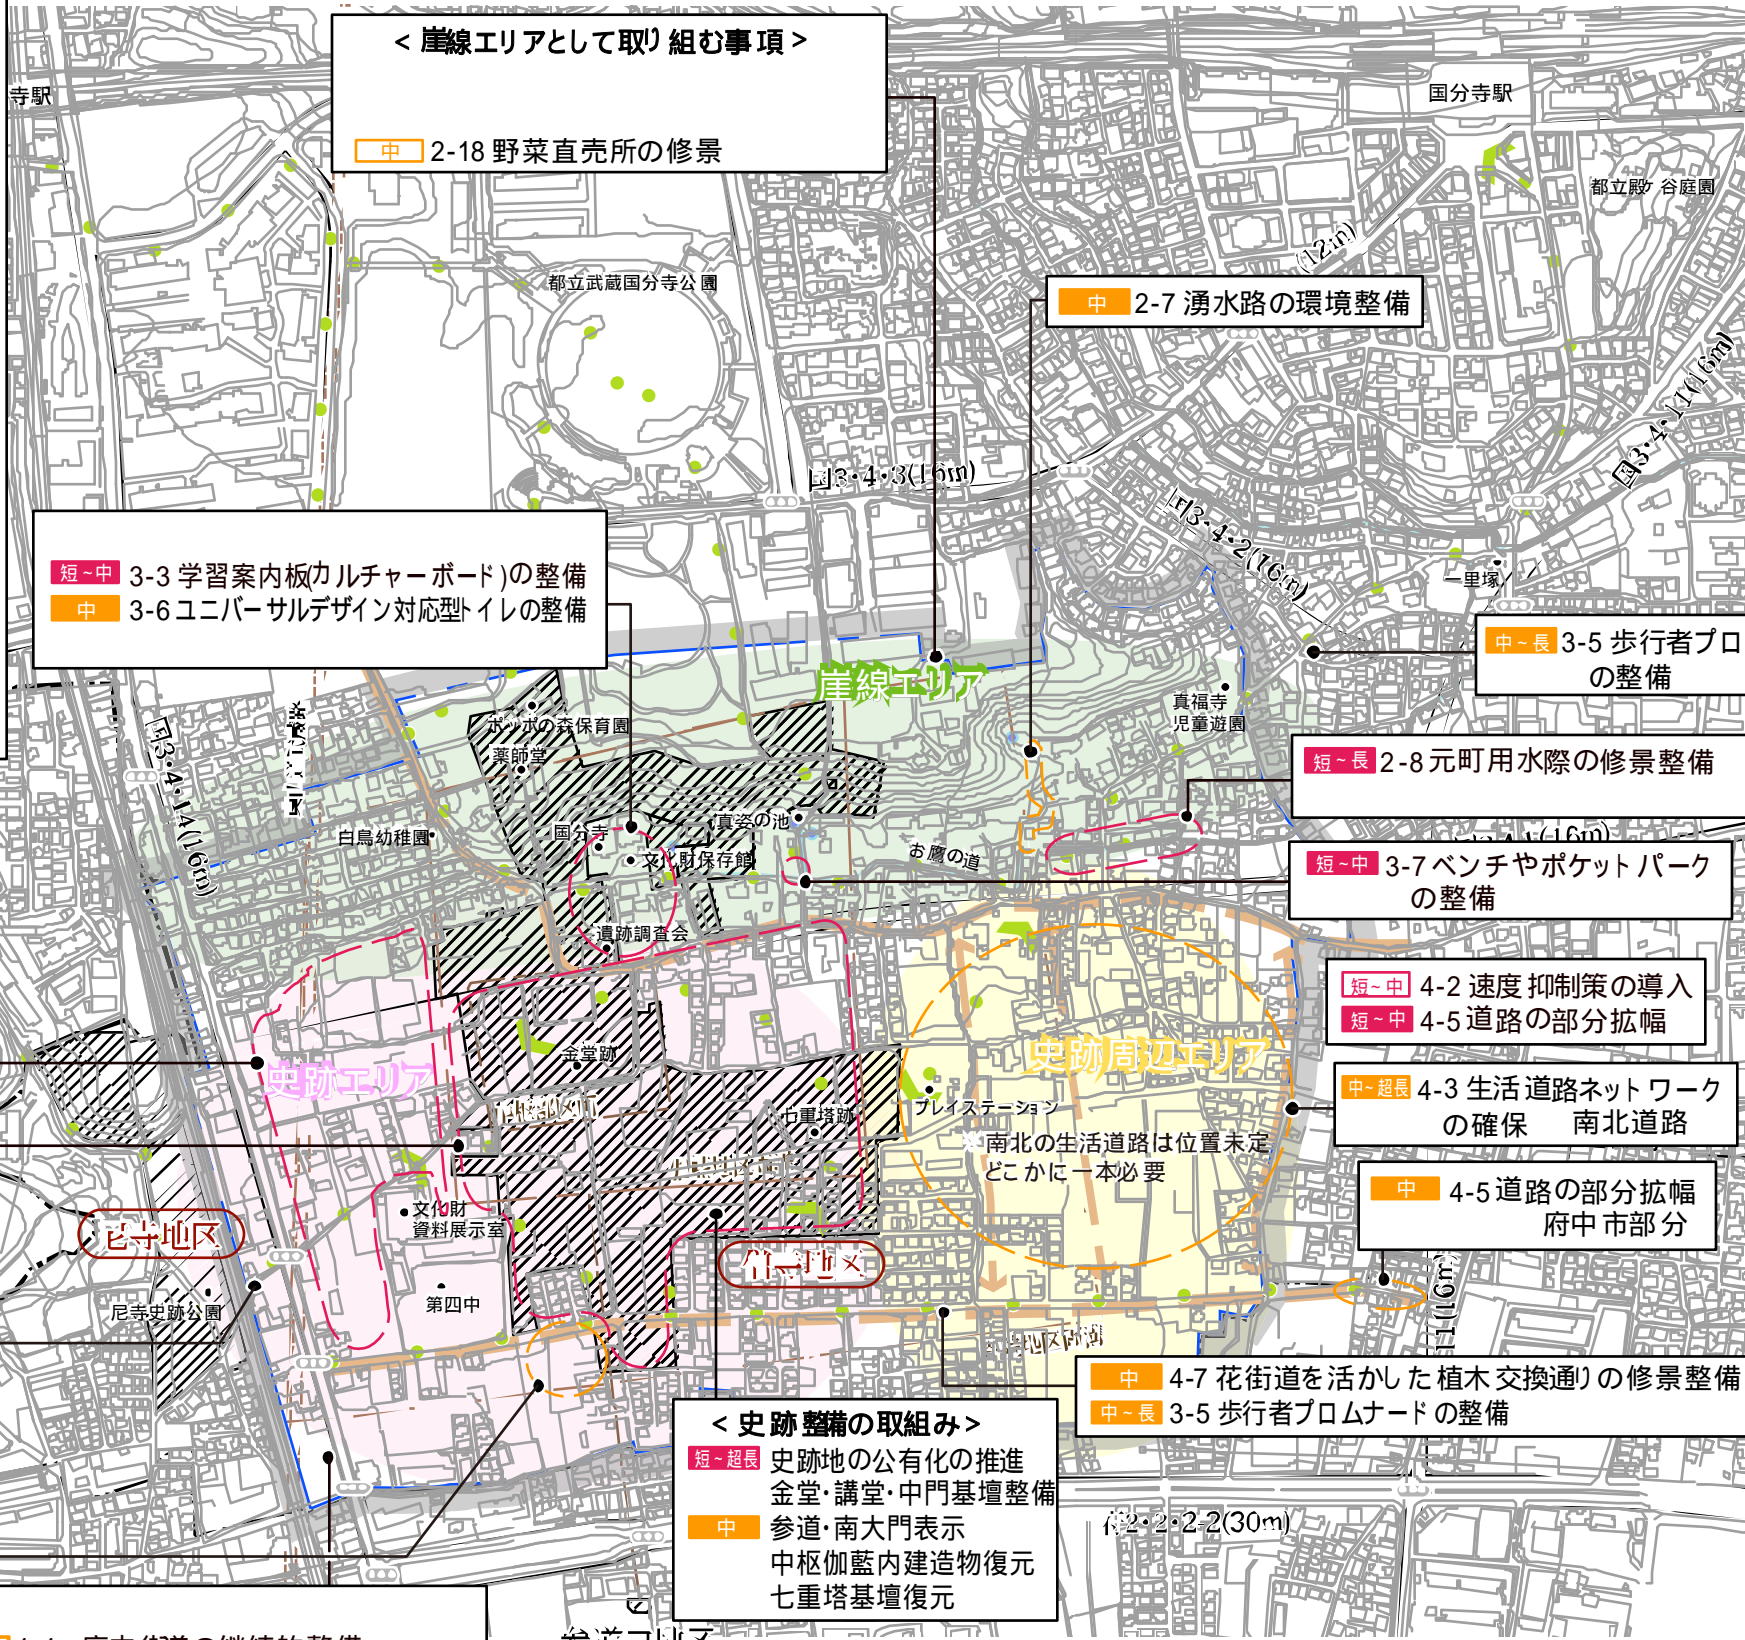 ＜崖線エリアとして取り組む事項＞
中 2-18 野菜直売所の修景
寺駅
国分寺駅
都立殿ヶ谷庭園
(12m)
都立武蔵国分寺公園
中 2-7 湧水路の環境整備
国3・4・11(16m)
国3・4・3(16m)
国3・4・2(16m)
短~中 3-3 学習案内板(カルチャーボード)の整備
中 3-6 ユニバーサルデザイン対応型トイレの整備
一里塚
中~長 3-5 歩行者プロ
の整備
崖線エリア
真福寺
児童遊園
ポッポの森保育園
薬師堂
国3・4・14(16m)
短~長 2-8 元町用水際の修景整備
国分寺
真姿の池
白鳥幼稚園
文化財保存館
お鷹の道
短~中 3-7 ベンチやポケットパーク
の整備
遺跡調査会
短~中 4-2 速度抑制策の導入
短~中 4-5 道路の部分拡幅
金堂跡
史跡エリア
史跡周辺エリア
プレイステーション
七重塔跡
中~超長 4-3 生活道路ネットワーク
の確保 南北道路
※南北の生活道路は位置未定
どこかに一本必要
中 4-5 道路の部分拡幅
府中市部分
文化財
資料展示室
尼寺地区
尼寺史跡公園
第四中
中 4-7 花街道を活かした植木交換通りの修景整備
中~長 3-5 歩行者プロムナードの整備
＜史跡整備の取組み＞
短~超長 史跡地の公有化の推進
金堂・講堂・中門基壇整備
中 参道・南大門表示
中枢伽藍内建造物復元
七重塔基壇復元
府2・2・2-2(30m)